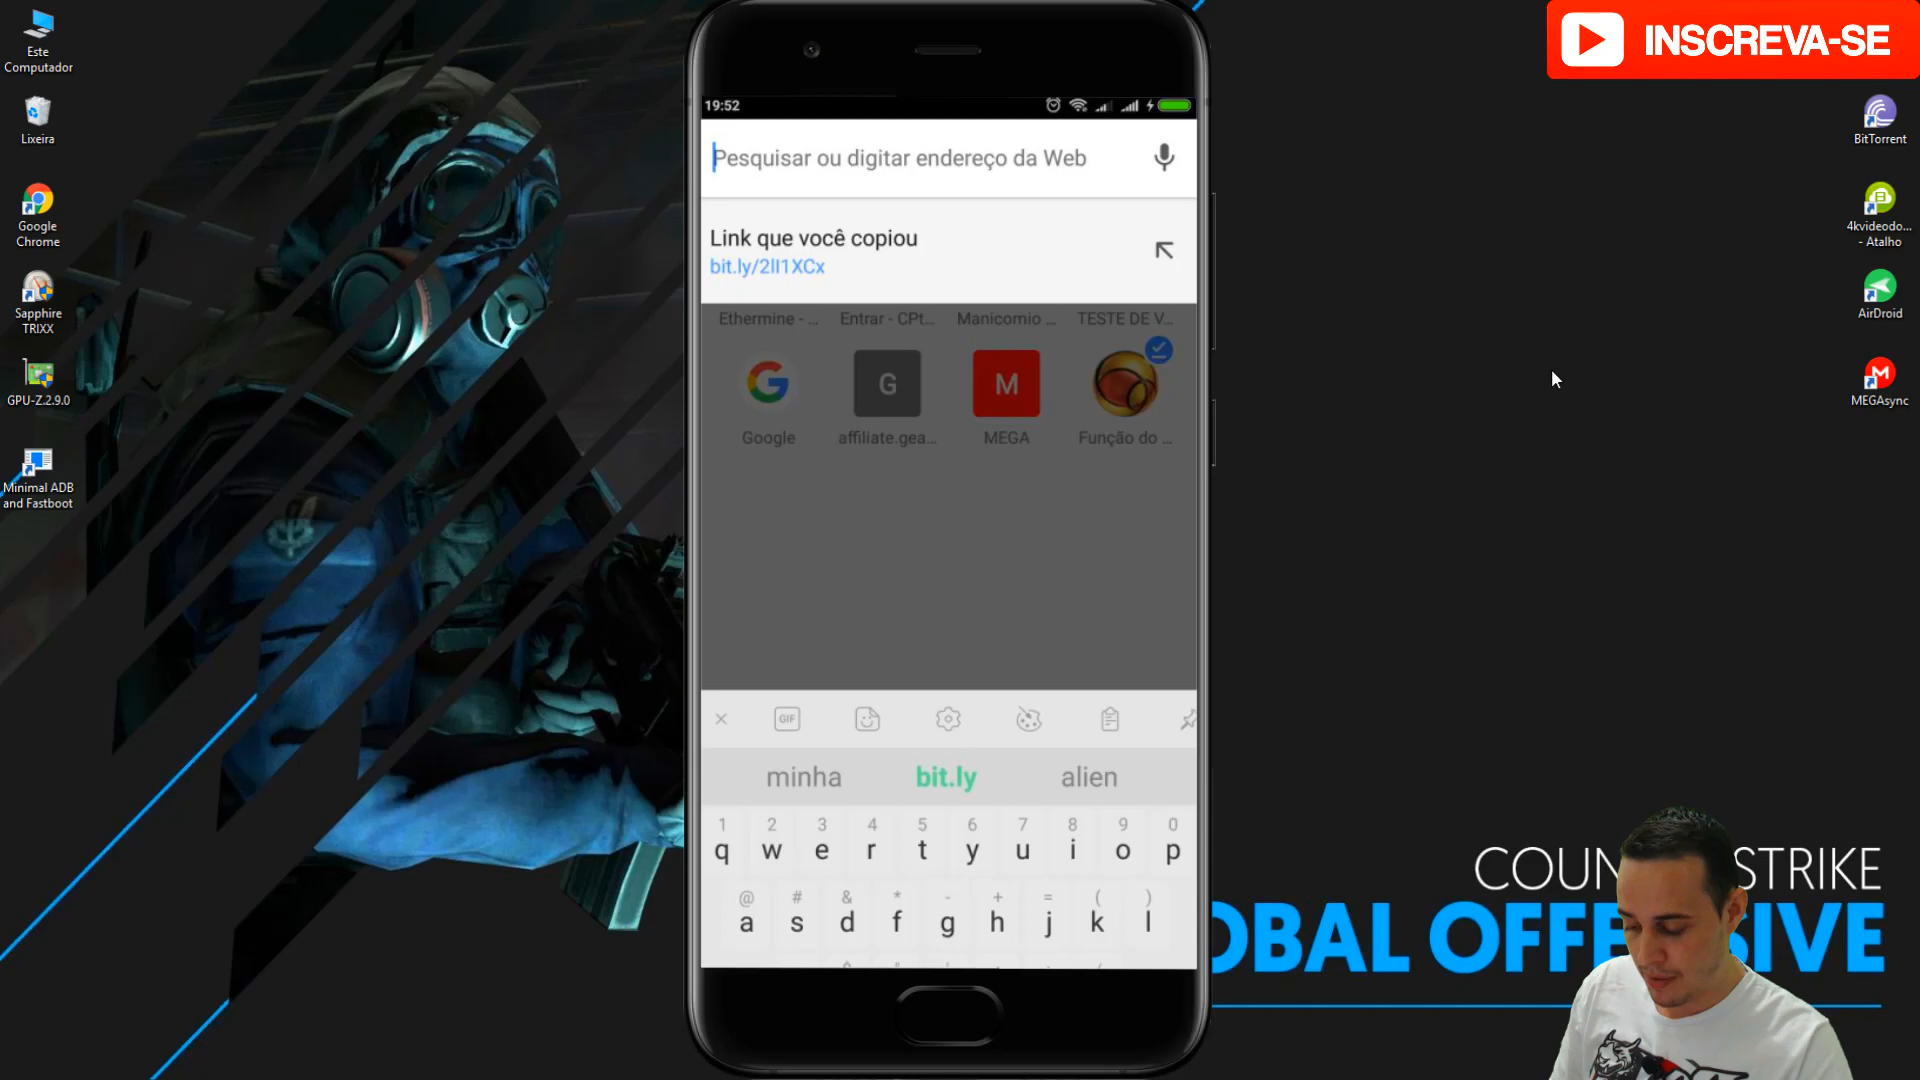 Este
Computador
Lixeira
Google
Chrome
Sapphire
TRIXX
GPU-Z.2.9.0
Minimal ADB
and Fastboot
19:52
Pesquisar ou digitar endereço da Web
Link que você copiou
bit.ly/2lI1XCx
Ethermine - ...
Entrar - CPt...
Manicomio ...
TESTE DE V...
G
M
Google
affiliate.gea...
MEGA
Função do ...
GIF
minha
bit.ly
alien
1 2 3 4 5 6 7 8 9 0
q w e r t y u i o p
@ # & * - + = ( )
a s d f g h j k l
INSCREVA-SE
BitTorrent
4kvideodo...
- Atalho
AirDroid
MEGAsync
COUN STRIKE
OBAL OFFE SIVE